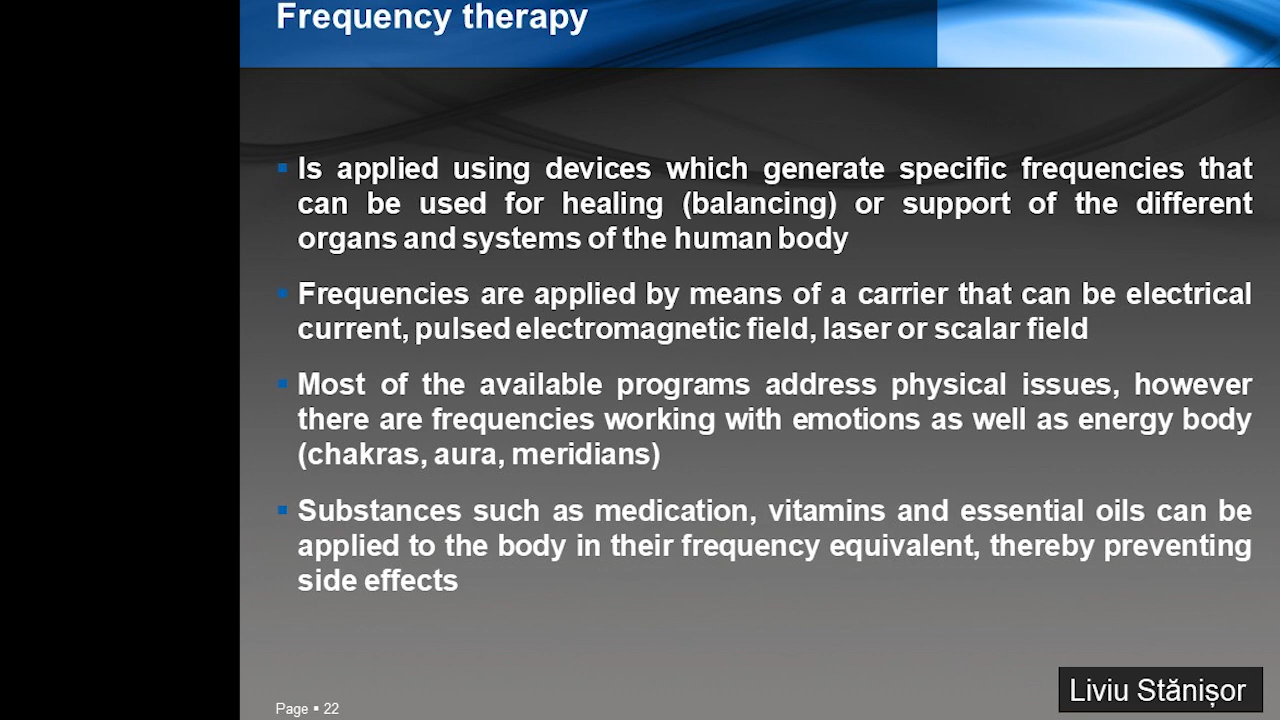 Frequency therapy
▪ Is applied using devices which generate specific frequencies that
can be used for healing (balancing) or support of the different
organs and systems of the human body
▪ Frequencies are applied by means of a carrier that can be electrical
current, pulsed electromagnetic field, laser or scalar field
▪ Most of the available programs address physical issues, however
there are frequencies working with emotions as well as energy body
(chakras, aura, meridians)
▪ Substances such as medication, vitamins and essential oils can be
applied to the body in their frequency equivalent, thereby preventing
side effects
Liviu Stănișor
Page ▪ 22